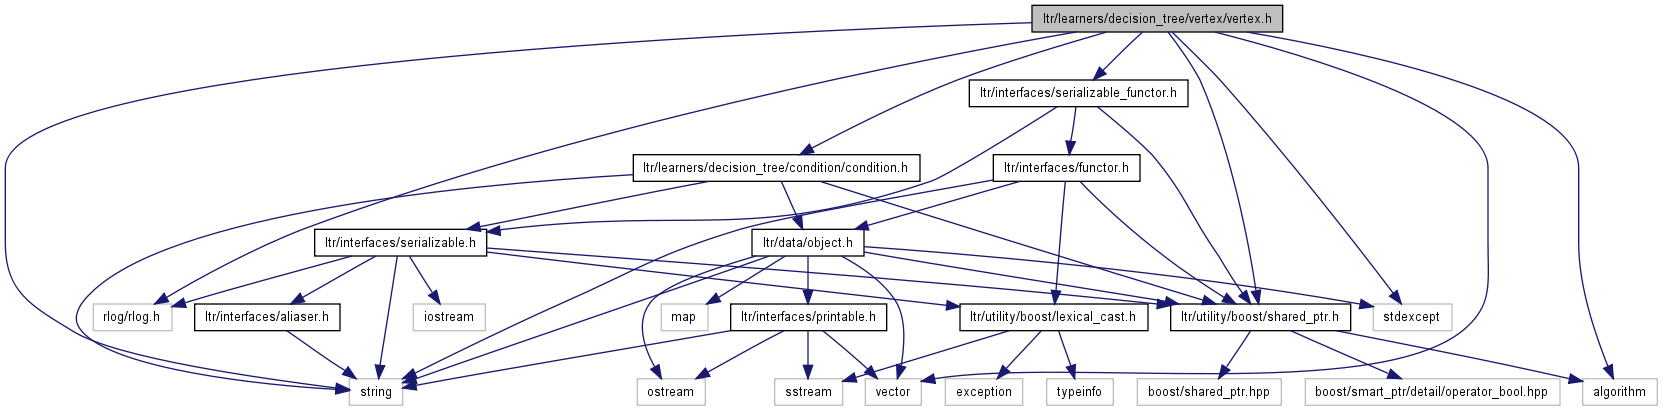 ltr/learners/decision_tree/vertex/vertex.h
ltr/interfaces/serializable_functor.h
ltr/learners/decision_tree/condition/condition.h
ltr/interfaces/functor.h
ltr/interfaces/serializable.h
ltr/data/object.h
rlog/rlog.h
ltr/interfaces/aliaser.h
iostream
map
ltr/interfaces/printable.h
ltr/utility/boost/lexical_cast.h
ltr/utility/boost/shared_ptr.h
stdexcept
string
ostream
sstream
vector
exception
typeinfo
boost/shared_ptr.hpp
boost/smart_ptr/detail/operator_bool.hpp
algorithm